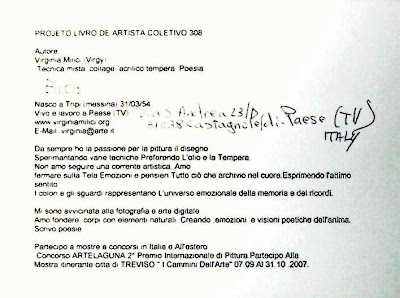 PROJETO LIVRO DE ARTISTA COLETIVO 308
Autore
Virginia Milici (Virgy)
Tecnica mista collage acrilico tempera Poesia
Bio:
Nasco a Tripi (messina) 31/03/54
Vivo e lavoro a Paese (TV) Via S Andrea 23/D
www.virginiamilici.org 31038 Castagnole/di-Paese (TV)
E-Mail virginia@arte.it ITALY
Da sempre ho la passione per la pittura il disegno
Sperimentando varie tecniche Preferendo L'olio e la Tempera.
Non amo seguire una corrente artistica. Amo
fermare sulla Tela Emozioni e pensieri Tutto ciò che archivio nel cuore.Esprimendo l'attimo
sentito
I colori e gli sguardi rappresentano L'Universo emozionale della memoria e dei ricordi.
Mi sono avvicinata alla fotografia e arte digitale
Amo fondere corpi con elementi naturali. Creando emozioni e visioni poetiche dell'anima.
Scrivo poesie
Partecipo a mostre e concorsi in Italia e All'estero
Concorso ARTELAGUNA 2° Premio Internazionale di Pittura.Partecipo Alla
Mostra itinerante città di TREVISO " I Cammini Dell'Arte" 07.09 Al 31.10 .2007.